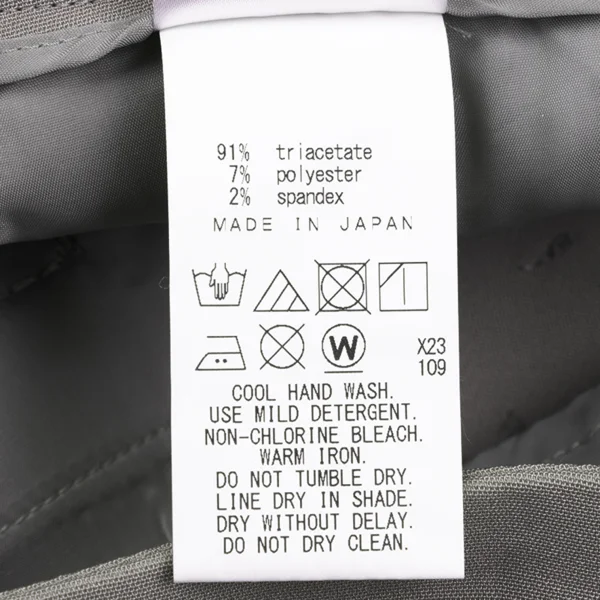 91% triacetate
7% polyester
2% spandex
MADE IN JAPAN
W
X23
109
COOL HAND WASH.
USE MILD DETERGENT.
NON-CHLORINE BLEACH.
WARM IRON.
DO NOT TUMBLE DRY.
LINE DRY IN SHADE.
DRY WITHOUT DELAY.
DO NOT DRY CLEAN.